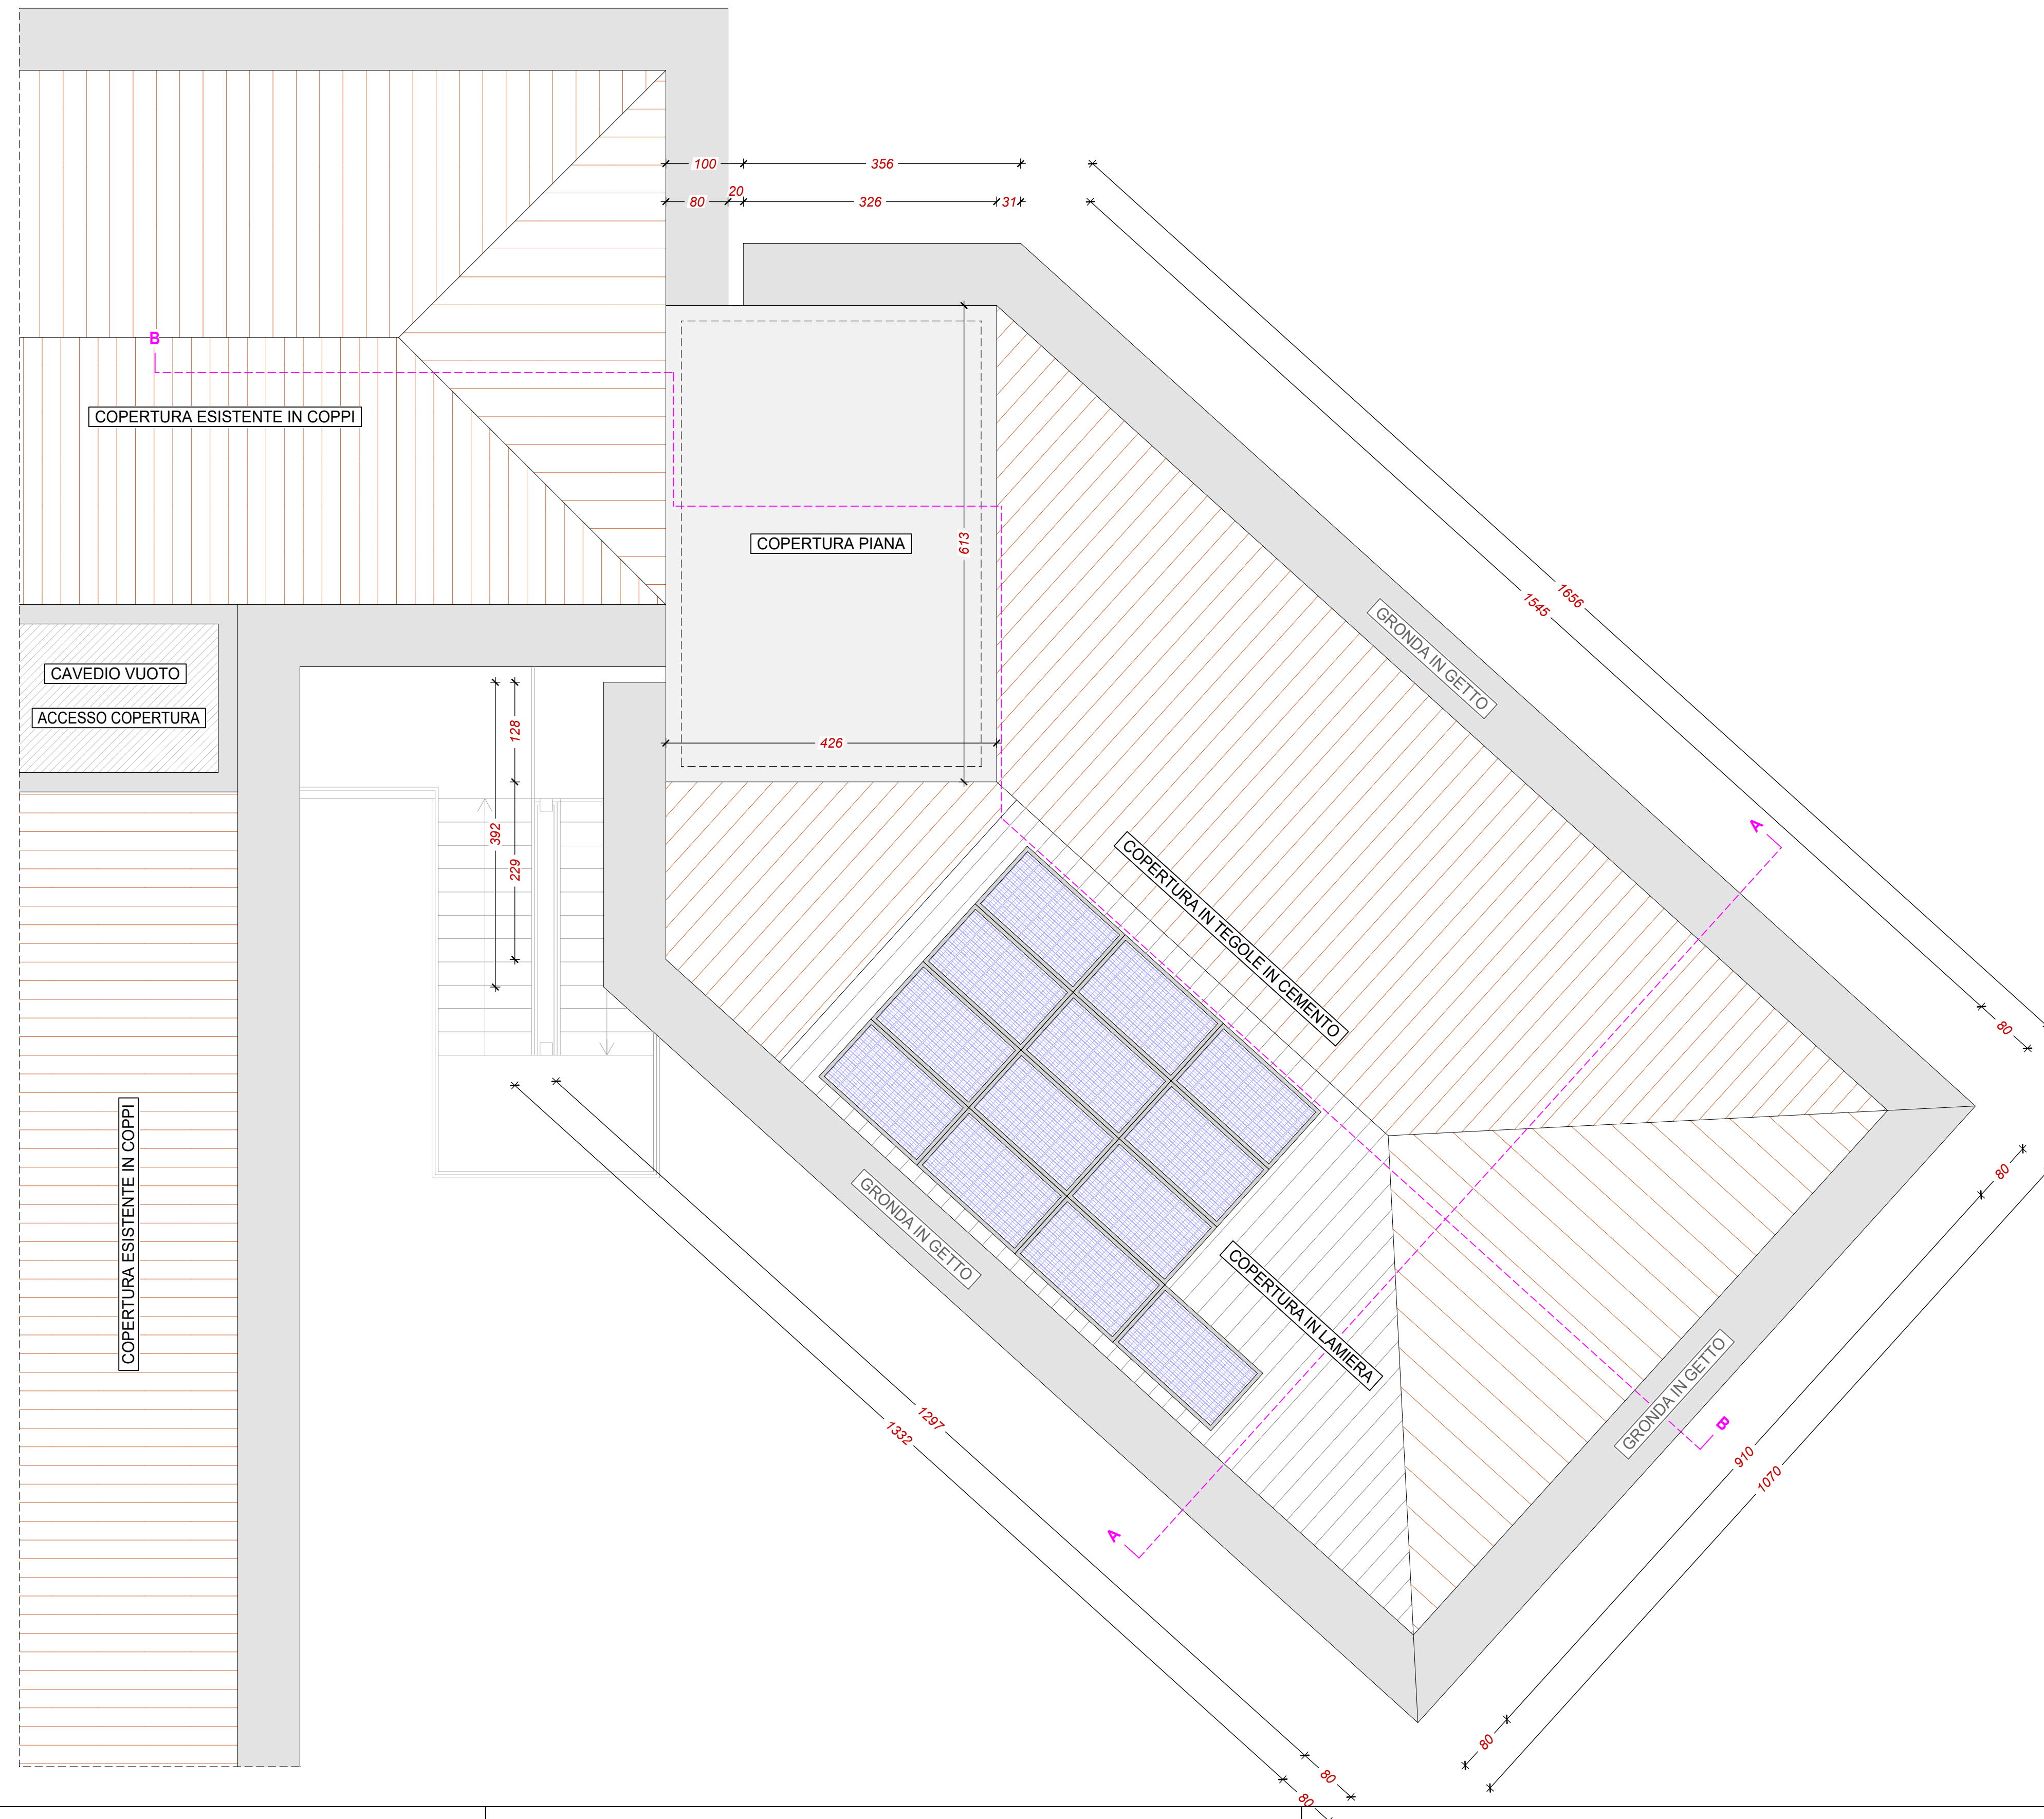 100
356
20
80
326
31
B
COPERTURA ESISTENTE IN COPPI
COPERTURA PIANA
613
1656
1545
GRONDA IN GETTO
CAVEDIO VUOTO
ACCESSO COPERTURA
128
426
392
229
A
COPERTURA IN TEGOLE IN CEMENTO
80
80
COPERTURA ESISTENTE IN COPPI
GRONDA IN GETTO
COPERTURA IN LAMIERA
GRONDA IN GETTO
B
1297
1332
910
1070
A
80
80
80